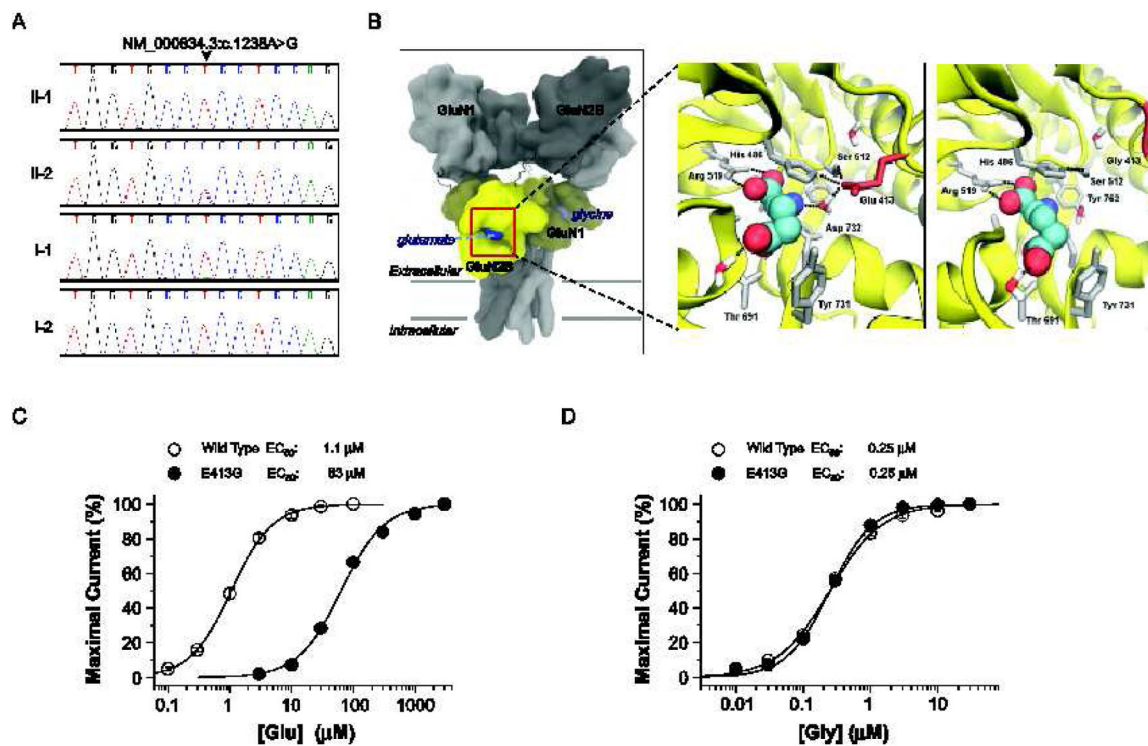 A
NM_000834.3:c.1238A>G
II-1
II-2
I-1
I-2
B
GluN1
GluN2B
glycine
glutamate
GluN1
GluN2B
Extracellular
Intracellular
His 486
Ser 512
Arg 519
Glu 413
Asp 732
Tyr 731
Thr 691
His 486
Gly 413
Arg 519
Ser 512
Tyr 762
Tyr 731
Thr 691
C
Wild Type EC50: 1.1 μM
E413G EC50: 63 μM
Maximal Current (%)
100
80
60
40
20
0
0.1 1 10 100 1000
[Glu] (μM)
D
Wild Type EC50: 0.25 μM
E413G EC50: μM
Maximal Current (%)
100
80
60
40
20
0
0.01 0.1 1 10
[Gly] (μM)